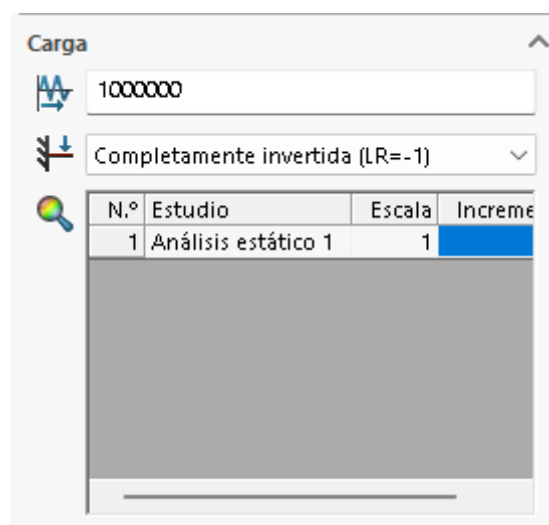 Carga
1000000
Completamente invertida (LR=-1)
N.º Estudio Escala Increme
1 Análisis estático 1 1